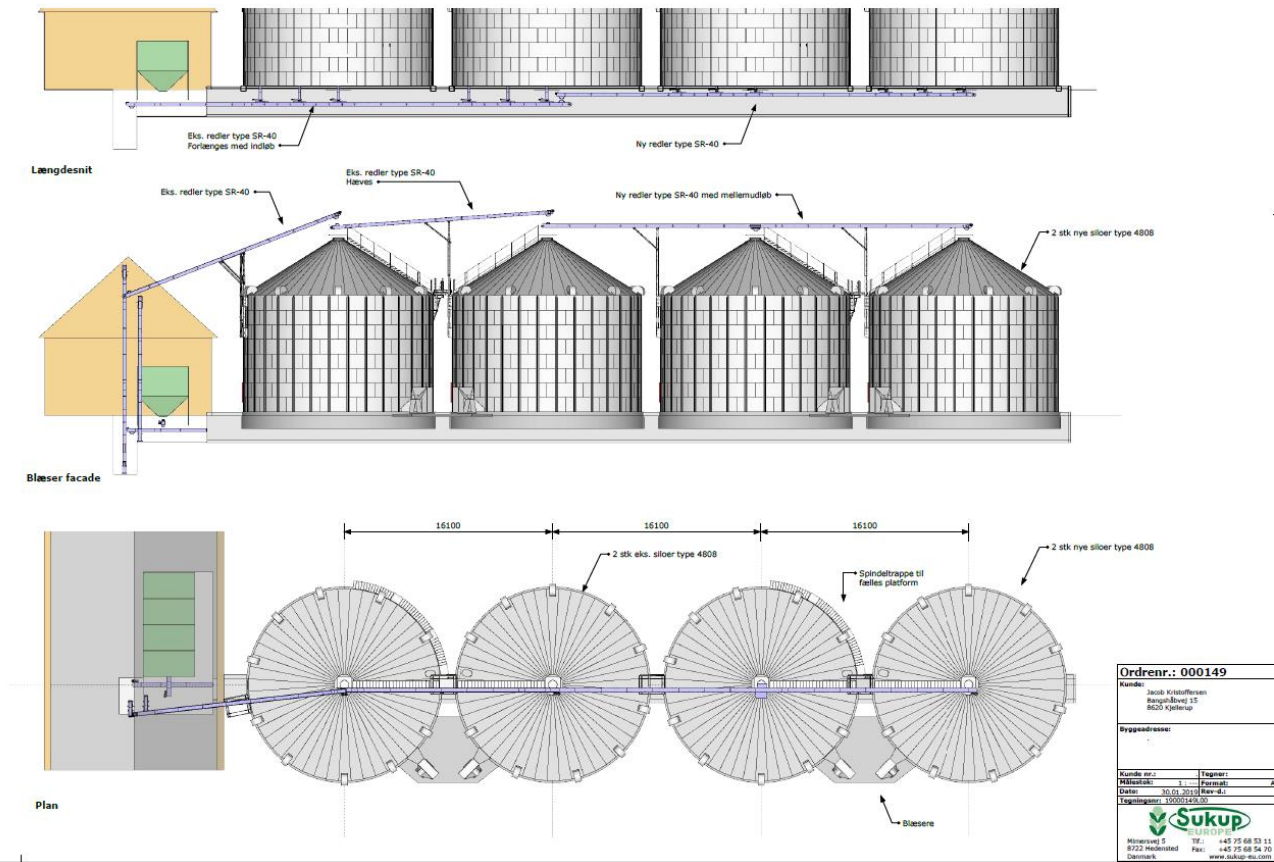 Eks. redler type SR-40
Forlænges med indløb
Ny redler type SR-40
Længdesnit
Eks. redler type SR-40
Eks. redler type SR-40
Hæves
Ny redler type SR-40 med mellemudløb
2 stk nye siloer type 4808
Blæser facade
16100
16100
16100
2 stk eks. siloer type 4808
2 stk nye siloer type 4808
Spindeltrappe til
fælles platform
Blæsere
Plan
Ordrenr.: 000149
Kunde:
Jacob Kristoffersen
Bangshåbvej 15
8620 Kjellerup
Byggeadresse:
Kunde nr.: Tegner:
Målestok: 1 : --- Format: A
Dato: 30.01.2019 Rev-d.:
Tegningsnr: 19000149L00
Sukup
EUROPE
Mimersvej 5 Tlf.: +45 75 68 53 11
8722 Hedensted Fax: +45 75 68 54 70
Danmark www.sukup-eu.com